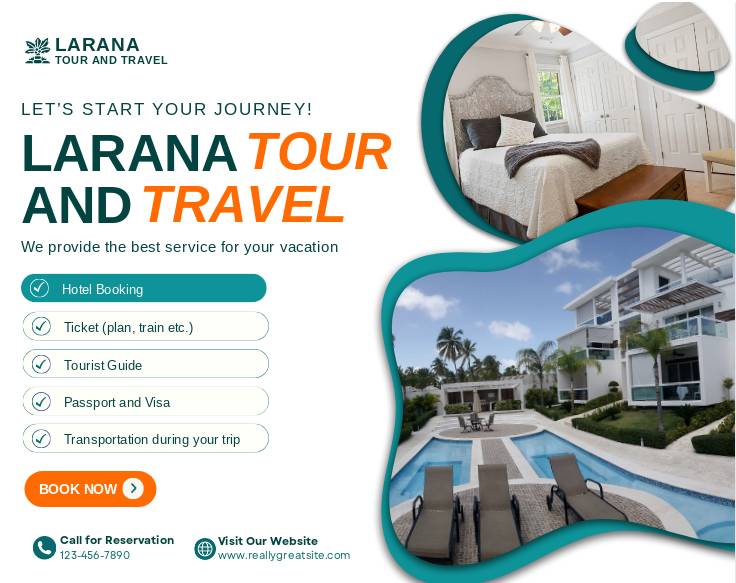 LARANA
TOUR AND TRAVEL
LET'S START YOUR JOURNEY!
LARANA TOUR
AND TRAVEL
We provide the best service for your vacation
Hotel Booking
Ticket (plan, train etc.)
Tourist Guide
Passport and Visa
Transportation during your trip
BOOK NOW
Call for Reservation
123-456-7890
Visit Our Website
www.reallygreatsite.com